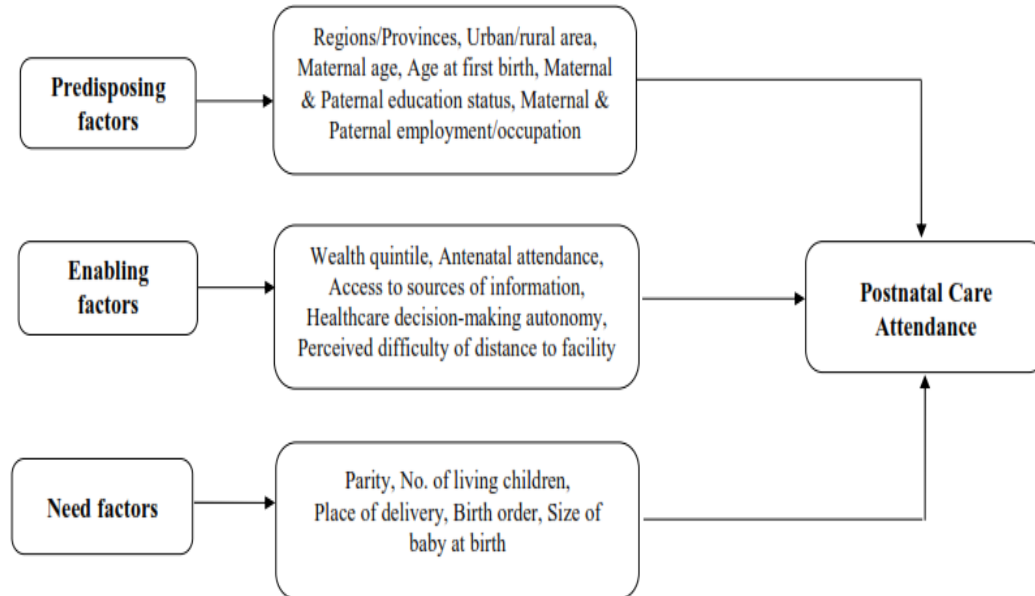 Predisposing
factors
Regions/Provinces, Urban/rural area,
Maternal age, Age at first birth, Maternal
& Paternal education status, Maternal &
Paternal employment/occupation
Enabling
factors
Wealth quintile, Antenatal attendance,
Access to sources of information,
Healthcare decision-making autonomy,
Perceived difficulty of distance to facility
Postnatal Care
Attendance
Need factors
Parity, No. of living children,
Place of delivery, Birth order, Size of
baby at birth